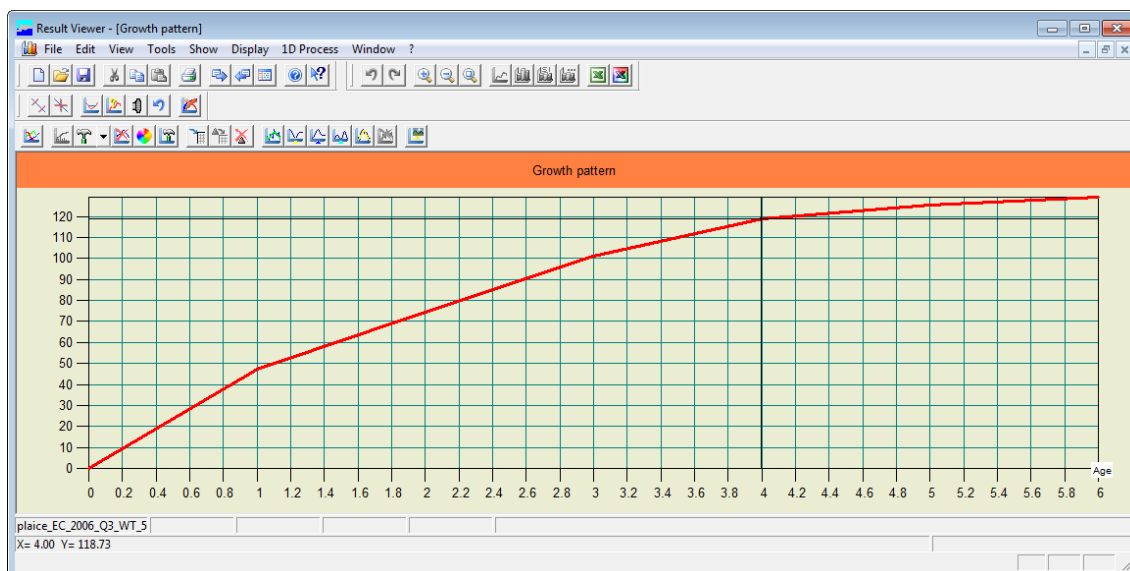 Result Viewer - [Growth pattern]
File Edit View Tools Show Display 1D Process Window ?
Growth pattern
120
110
100
90
80
70
60
50
40
30
20
10
0
Age
0 0.2 0.4 0.6 0.8 1 1.2 1.4 1.6 1.8 2 2.2 2.4 2.6 2.8 3 3.2 3.4 3.6 3.8 4 4.2 4.4 4.6 4.8 5 5.2 5.4 5.6 5.8 6
plaice_EC_2006_Q3_WT_5
X= 4.00 Y= 118.73